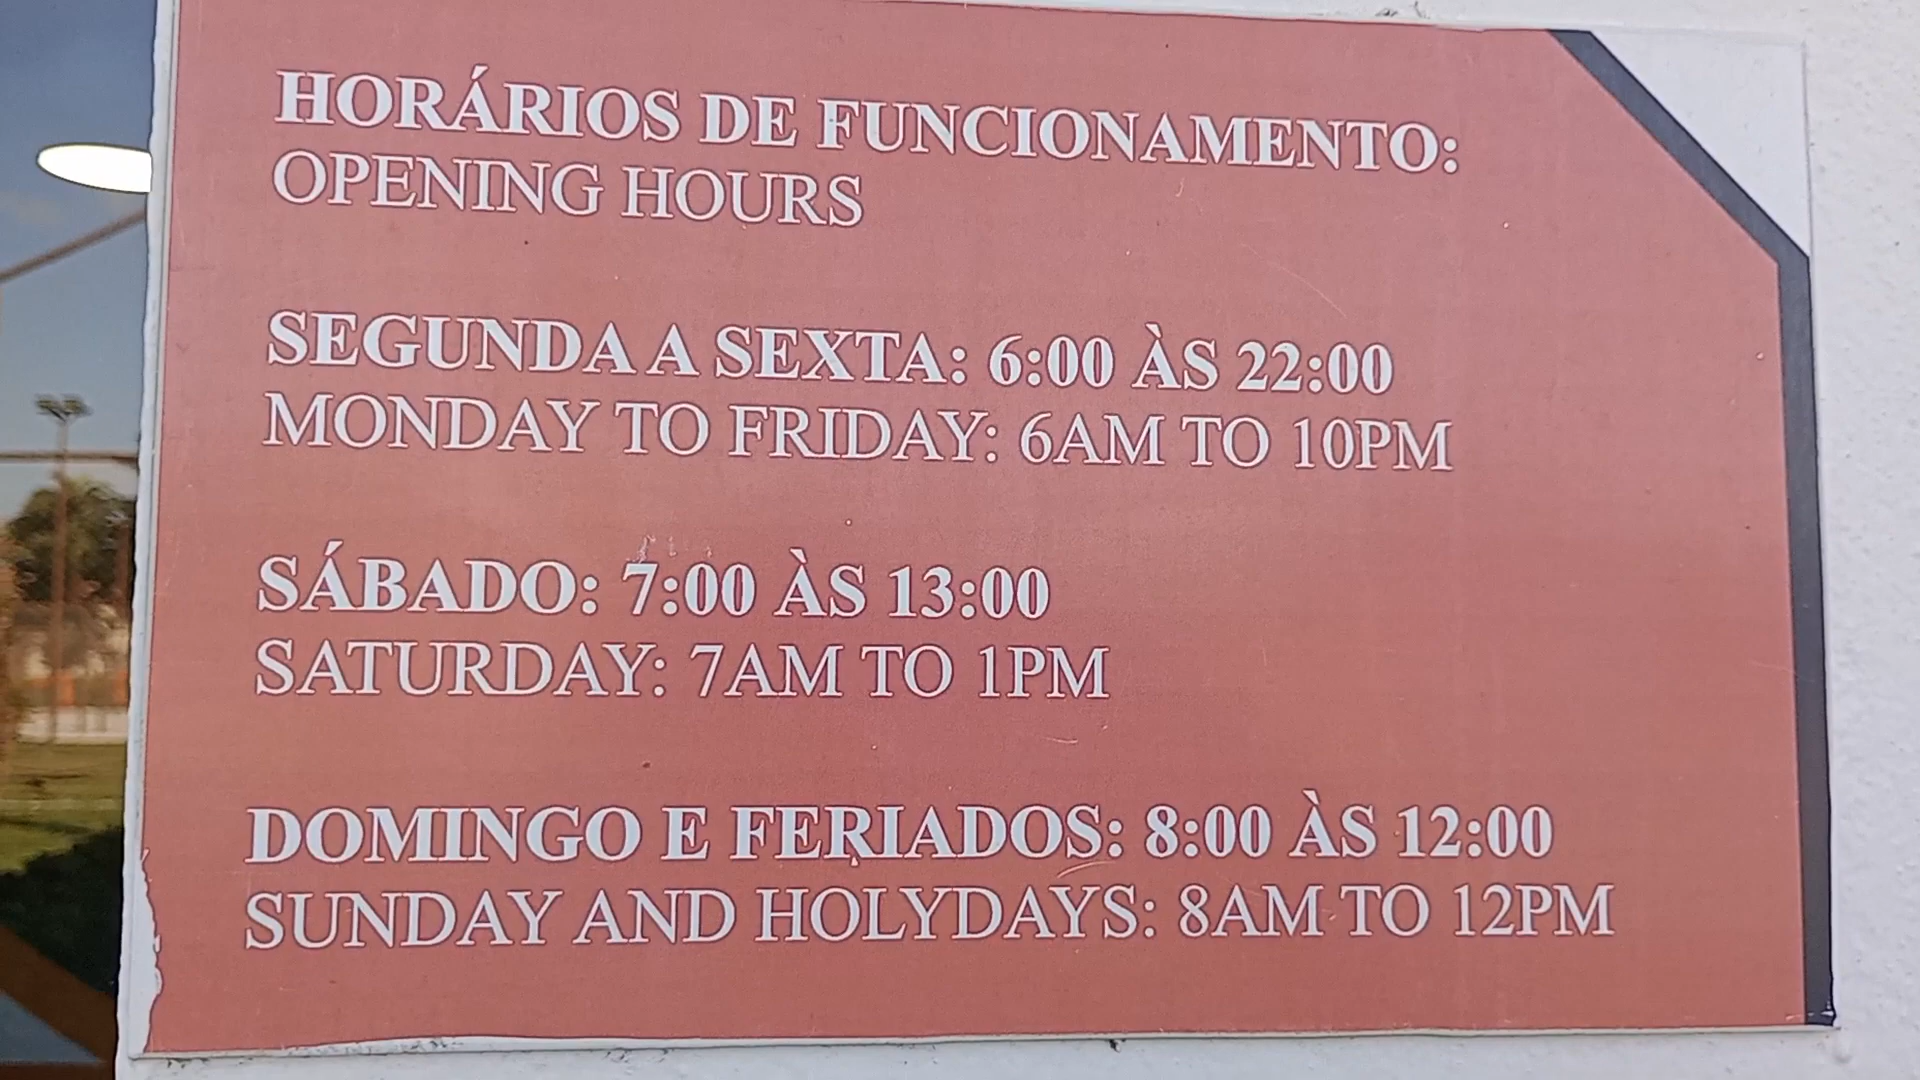 HORÁRIOS DE FUNCIONAMENTO:
OPENING HOURS
SEGUNDA A SEXTA: 6:00 ÀS 22:00
MONDAY TO FRIDAY: 6AM TO 10PM
SÁBADO: 7:00 ÀS 13:00
SATURDAY: 7AM TO 1PM
DOMINGO E FERIADOS: 8:00 ÀS 12:00
SUNDAY AND HOLYDAYS: 8AM TO 12PM